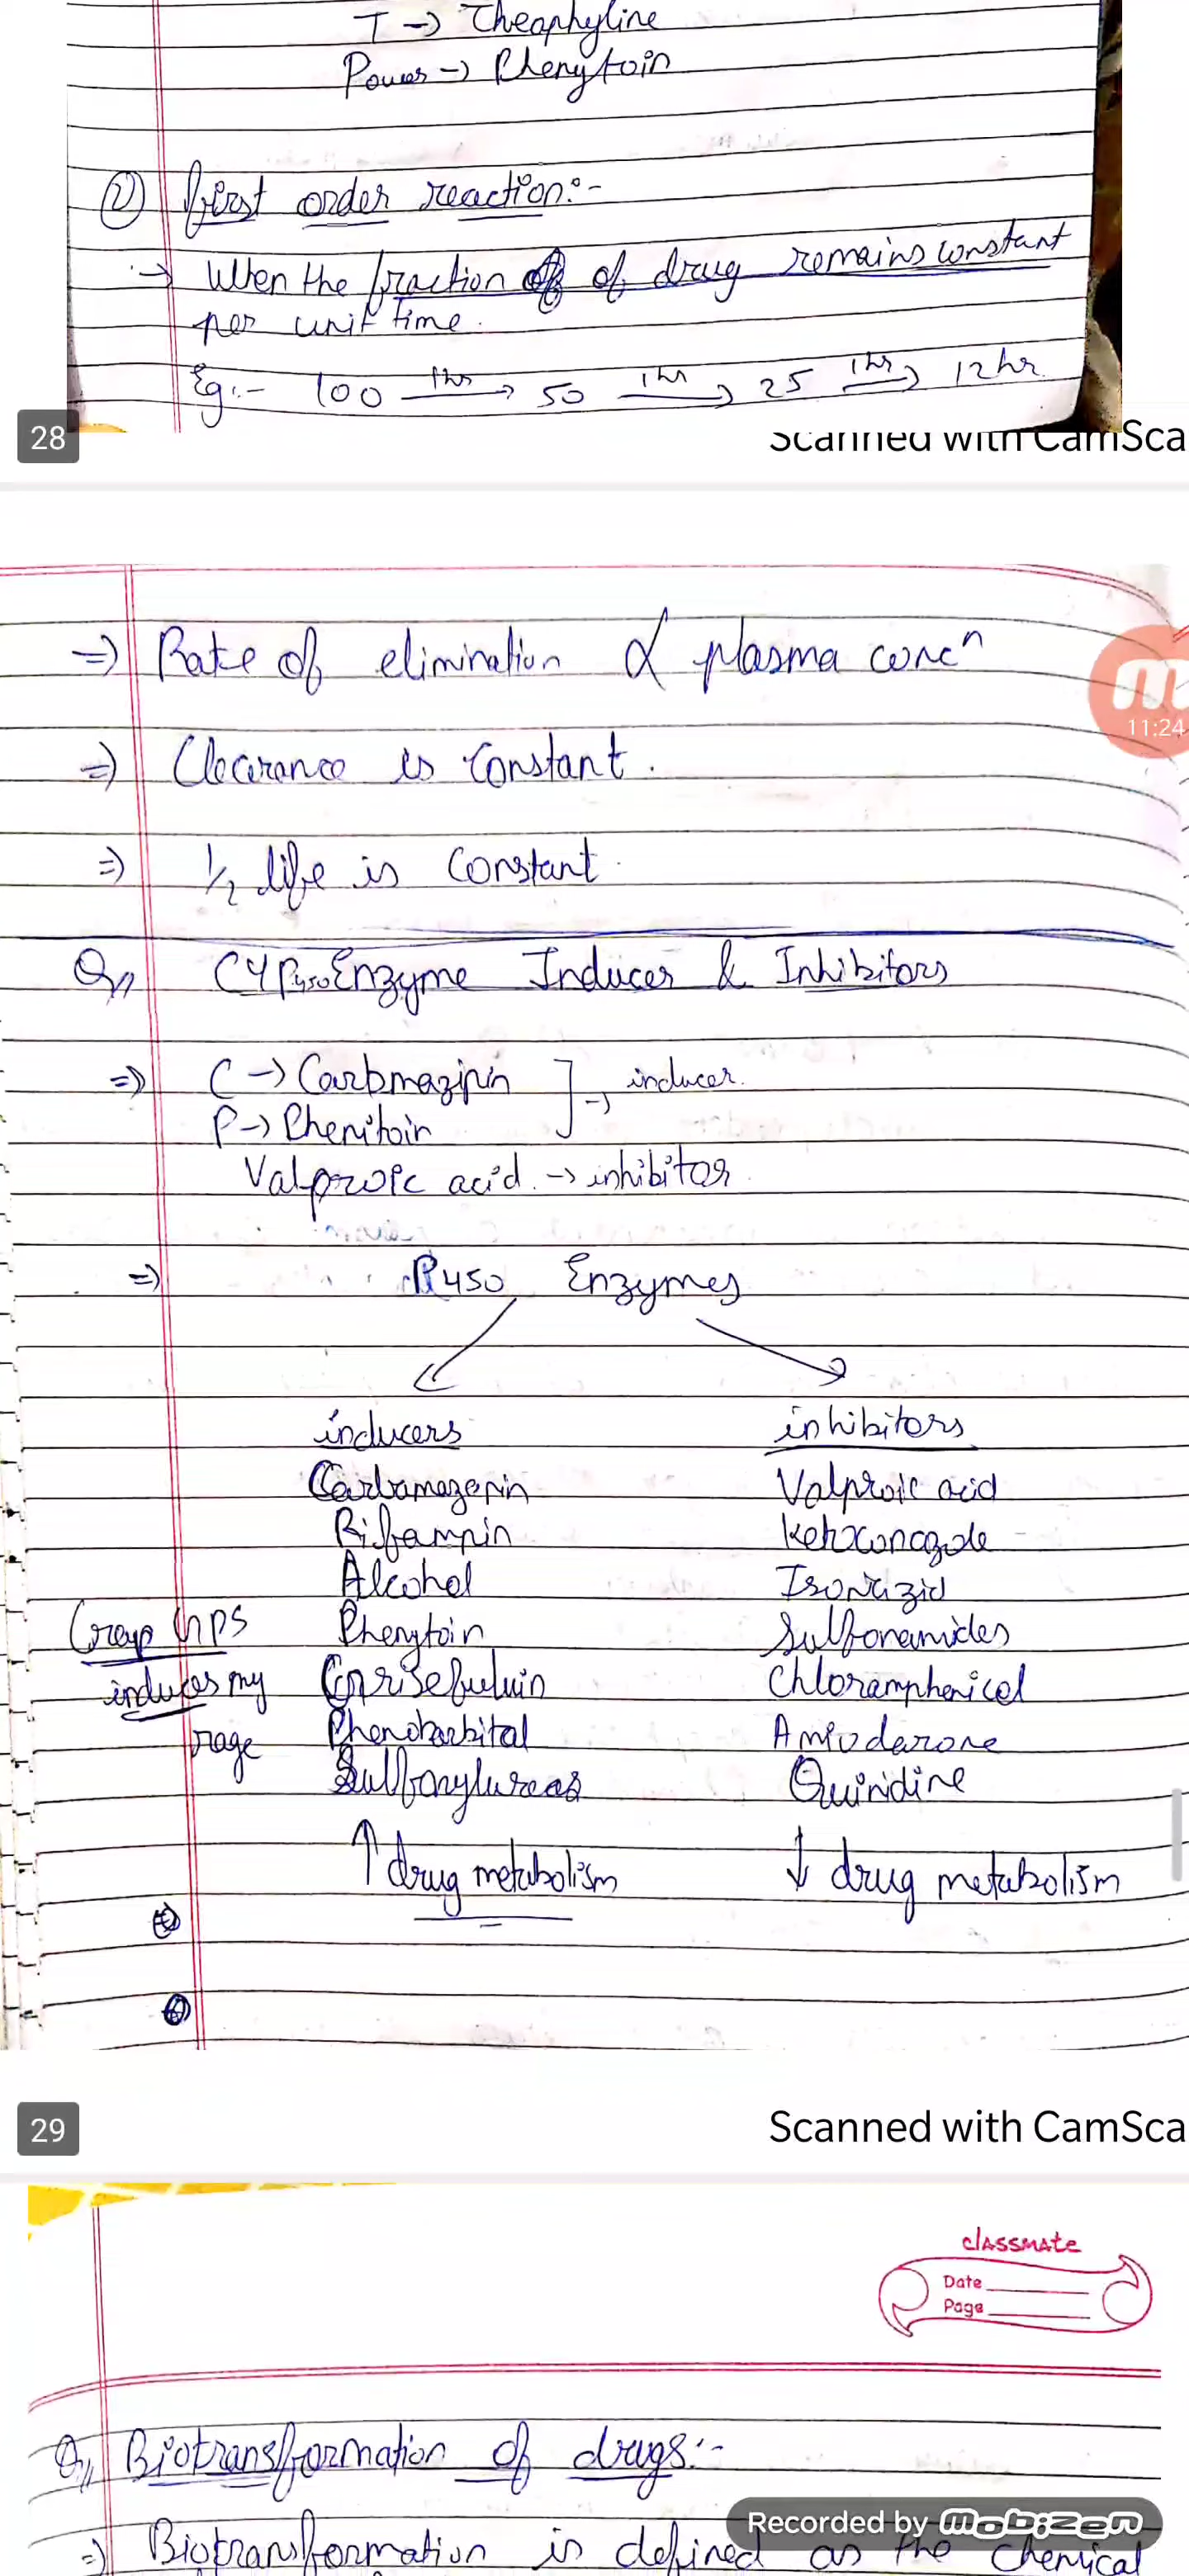 T → Theophyline
Power → Phenytoin
② first order reaction:-
→ When the fraction of of drug remains constant
per unit time.
Eg:- 100 1hr→ 50 1hr→ 25 1hr→ 12hr.
28
Scanned with CamSca
⇒ Rate of elimination ∝ plasma concⁿ
11:24
⇒ Clearance is constant.
⇒ 1/2 life is constant.
Q,, CYP450 Enzyme Inducer & Inhibitors
⇒ C → Carbmazipin ] → inducer.
P → Phenitoin
Valproic acid. → inhibitor
⇒ P450 Enzymes
inducers inhibitors
Carbamazepin Valproic acid
Rifampin Ketoconazole
Alcohol Isoniazid
Crap GPS Phenytoin Sulfonamides
induces my Grisefuluin Chloramphenicol
rage Phenobarbital Amiodarone
Sulfonylureas Quinidine
↑ drug metabolism ↓ drug metabolism
29
Scanned with CamSca
classmate
Date
Page
Q,, Biotransformation of drugs:-
Recorded by mobizen
⇒ Biotransformation is defined as the chemical